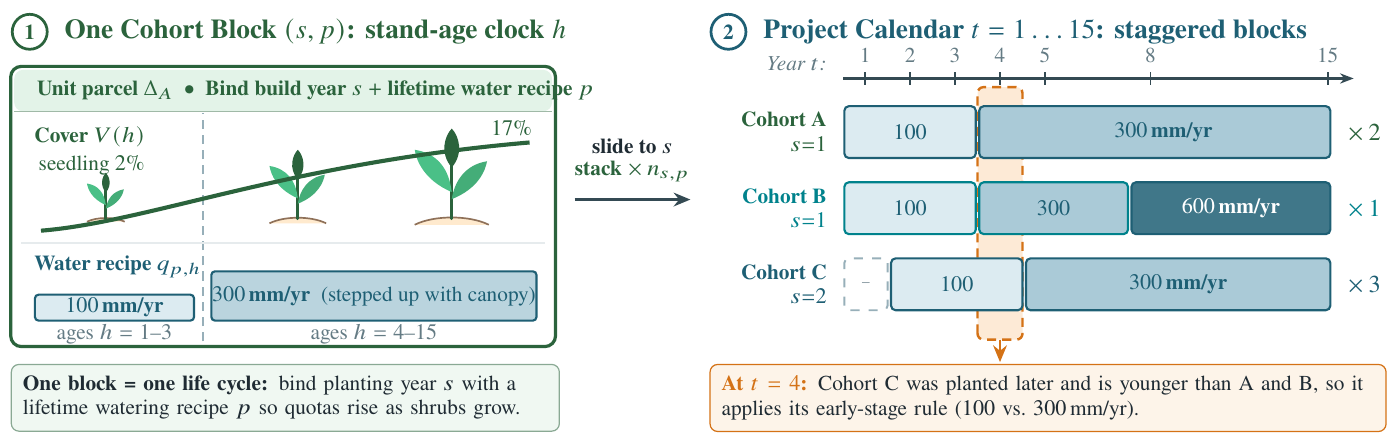 1 One Cohort Block (s, p): stand-age clock h
Unit parcel Δ_A • Bind build year s + lifetime water recipe p
Cover V(h)
seedling 2%
17%
Water recipe q_{p,h}
100 mm/yr
300 mm/yr (stepped up with canopy)
ages h = 1–3
ages h = 4–15
One block = one life cycle: bind planting year s with a
lifetime watering recipe p so quotas rise as shrubs grow.
slide to s
stack × n_{s,p}
2 Project Calendar t = 1 . . . 15: staggered blocks
Year t: 1 2 3 4 5 8 15
Cohort A
s=1
100
300 mm/yr
× 2
Cohort B
s=1
100
300
600 mm/yr
× 1
Cohort C
s=2
–
100
300 mm/yr
× 3
At t = 4: Cohort C was planted later and is younger than A and B, so it
applies its early-stage rule (100 vs. 300 mm/yr).